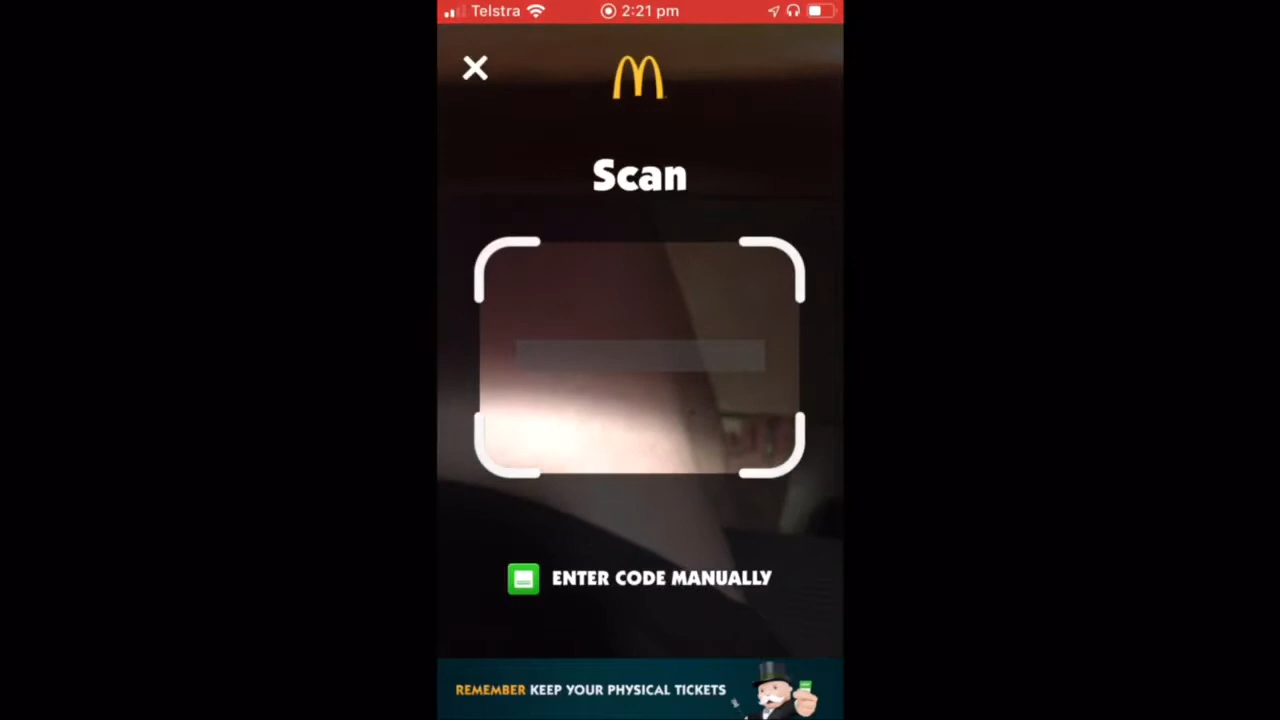 Telstra 2:21 pm
Scan
ENTER CODE MANUALLY
REMEMBER KEEP YOUR PHYSICAL TICKETS